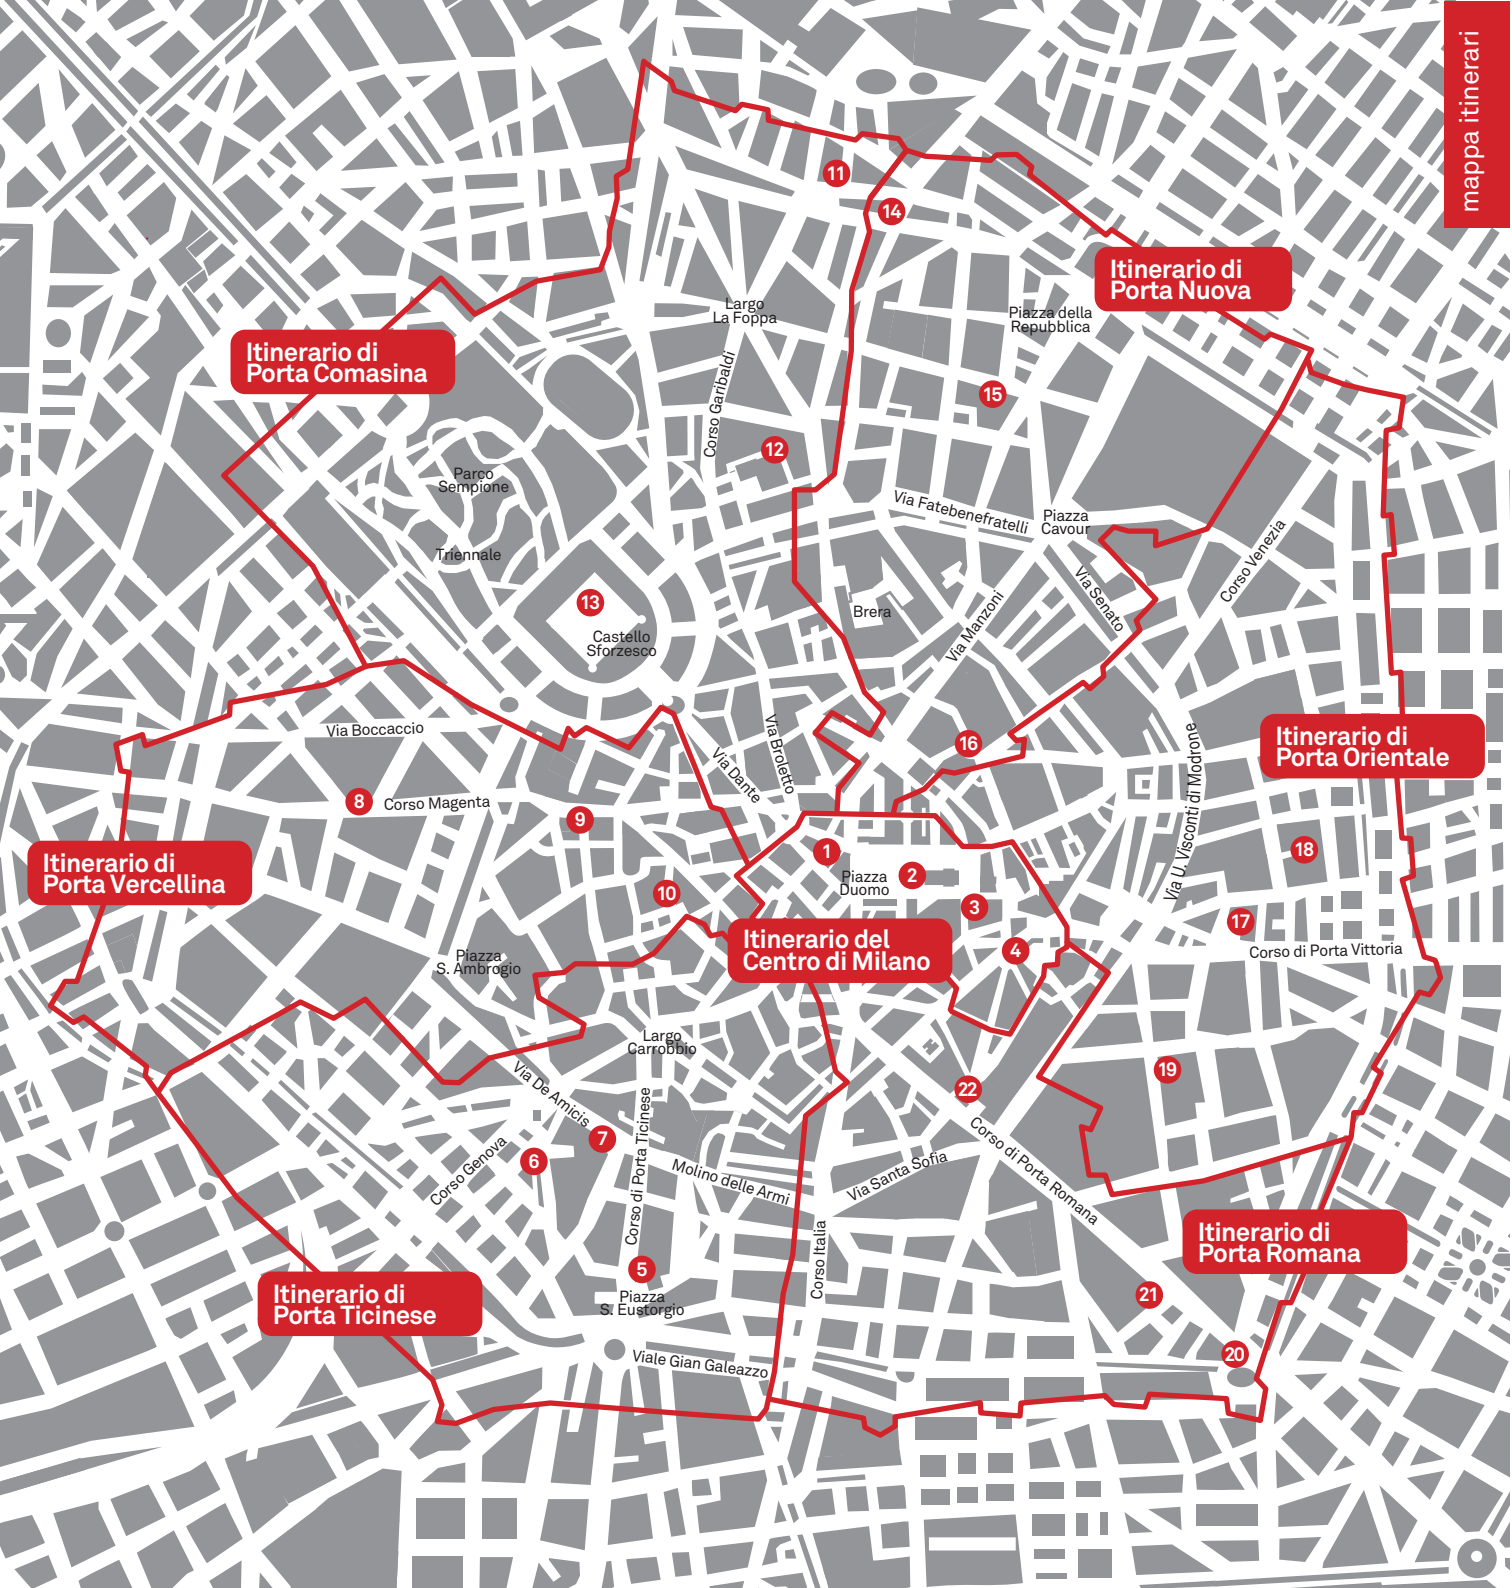 mappa itinerari
11
14
Itinerario di
Porta Nuova
Largo
La Foppa
Piazza della
Repubblica
Itinerario di
Porta Comasina
Corso Garibaldi
15
12
Parco
Sempione
Via Fatebenefratelli
Piazza
Cavour
Triennale
Corso Venezia
Via Senato
13
Brera
Via Manzoni
Castello
Sforzesco
Via Boccaccio
Via Broletto
16
Via U. Visconti di Modrone
Itinerario di
Porta Orientale
Via Dante
8
Corso Magenta
9
1
18
Itinerario di
Porta Vercellina
2
Piazza
Duomo
10
3
17
Itinerario del
Centro di Milano
4
Corso di Porta Vittoria
Piazza
S. Ambrogio
Largo
Carrobbio
19
22
Via De Amicis
7
Corso di Porta Ticinese
Corso di Porta Romana
6
Corso Genova
Molino delle Armi
Via Santa Sofia
Corso Italia
Itinerario di
Porta Romana
5
Piazza
S. Eustorgio
21
Itinerario di
Porta Ticinese
20
Viale Gian Galeazzo